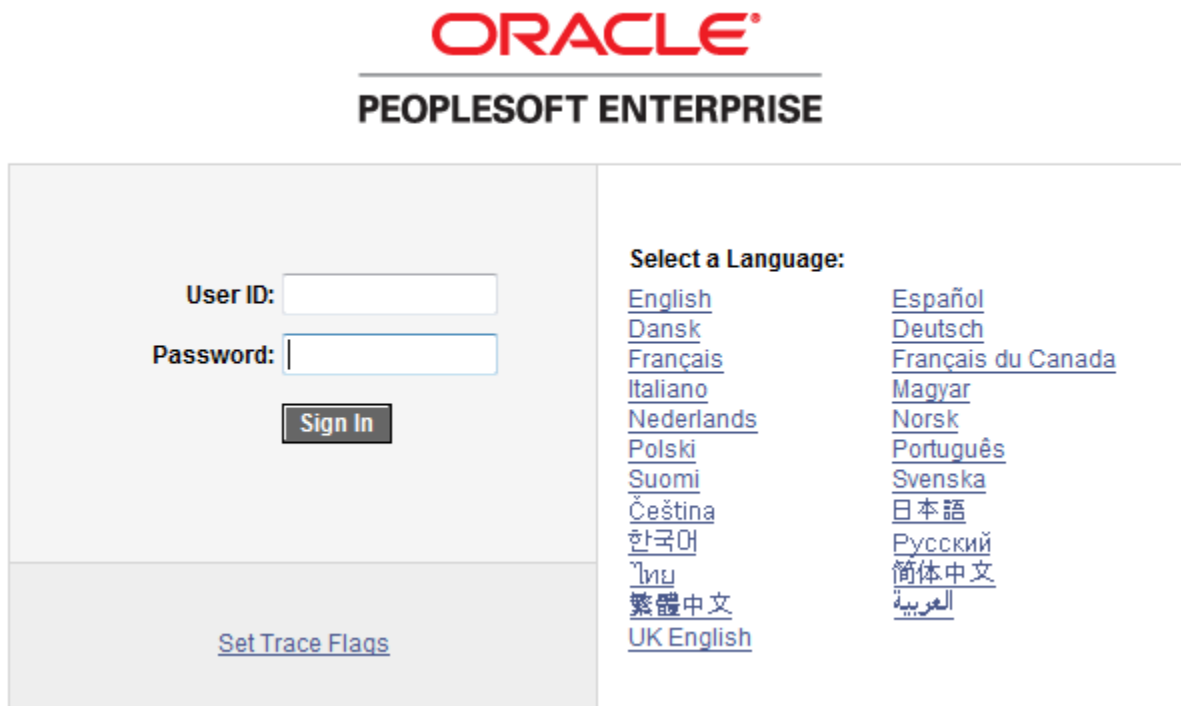 ORACLE
PEOPLESOFT ENTERPRISE
User ID:
Password:
Sign In
Set Trace Flags
Select a Language:
English Español
Dansk Deutsch
Français Français du Canada
Italiano Magyar
Nederlands Norsk
Polski Português
Suomi Svenska
Čeština 日本語
한국어 Русский
ไทย 简体中文
繁體中文 العربية
UK English